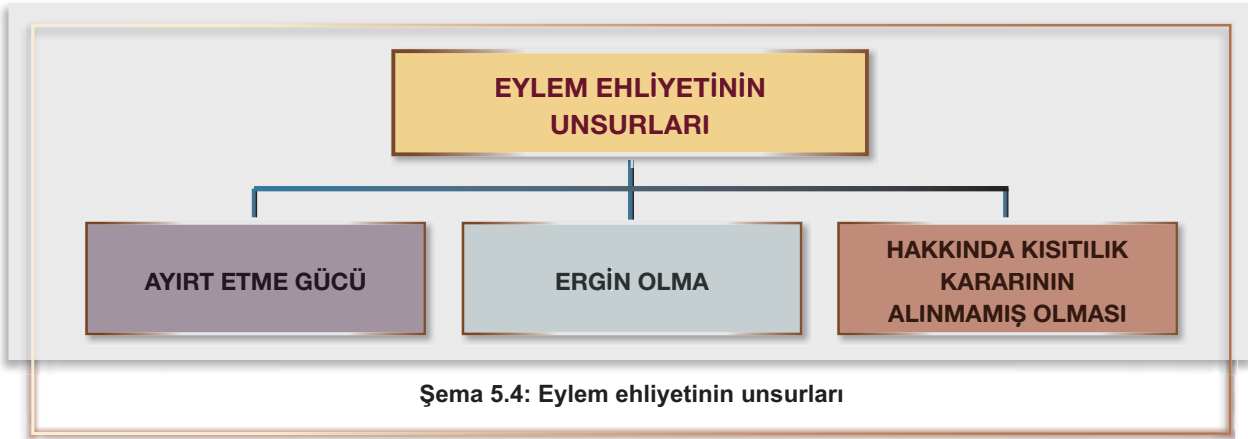 EYLEM EHLİYETİNİN
UNSURLARI
AYIRT ETME GÜCÜ
ERGİN OLMA
HAKKINDA KISITILIK
KARARININ
ALINMAMIŞ OLMASI
Şema 5.4: Eylem ehliyetinin unsurları